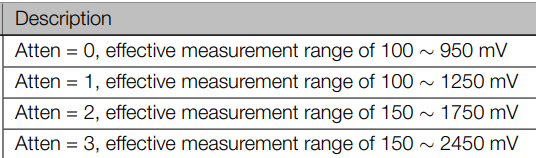 Description
Atten = 0, effective measurement range of 100 ∼ 950 mV
Atten = 1, effective measurement range of 100 ∼ 1250 mV
Atten = 2, effective measurement range of 150 ∼ 1750 mV
Atten = 3, effective measurement range of 150 ∼ 2450 mV